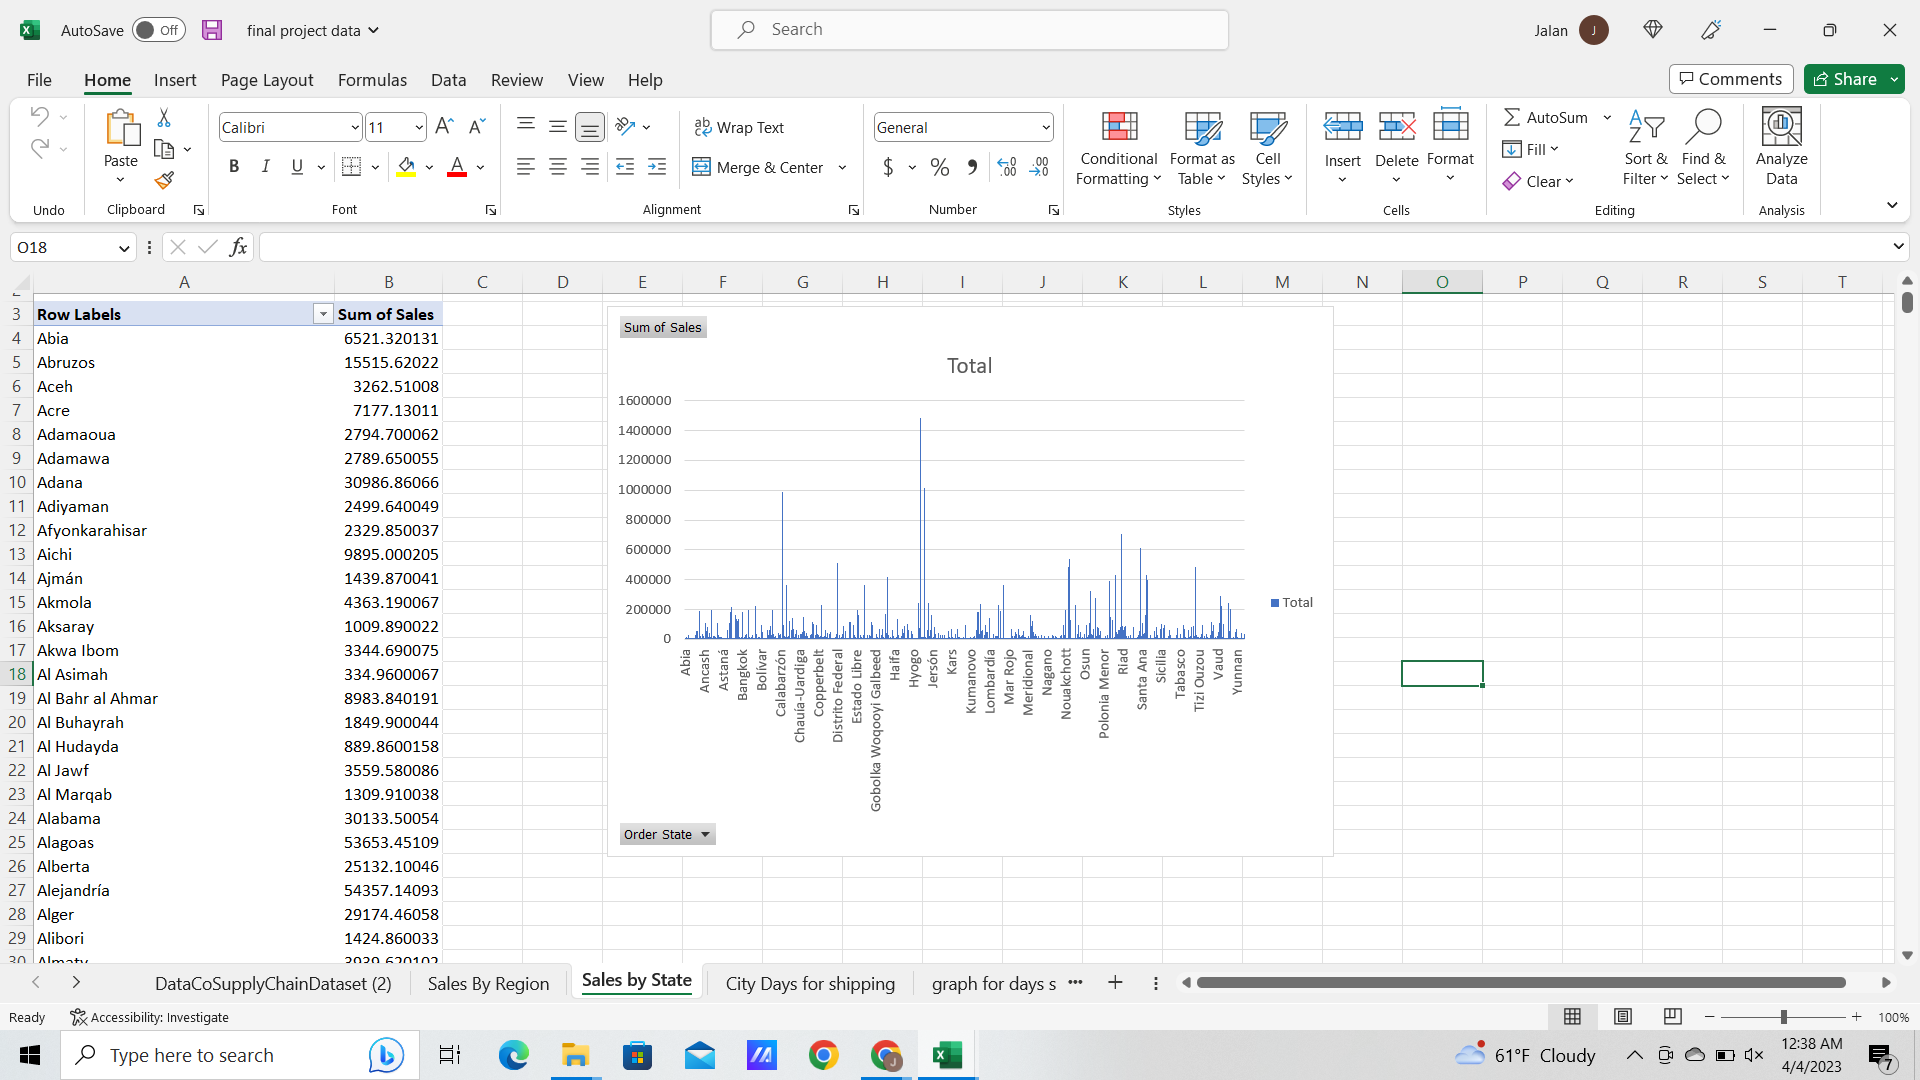 AutoSave Off final project data Search Jalan J
File Home Insert Page Layout Formulas Data Review View Help Comments Share
Paste Calibri 11 Wrap Text General Conditional Formatting Format as Table Cell Styles Insert Delete Format AutoSum Sort & Filter Find & Select Analyze Data
B I U A Merge & Center $ % Fill
Clear
Undo Clipboard Font Alignment Number Styles Cells Editing Analysis
O18 fx
A B C D E F G H I J K L M N O P Q R S T
3 Row Labels Sum of Sales
4 Abia 6521.320131
5 Abruzos 15515.62022
6 Aceh 3262.51008
7 Acre 7177.13011
8 Adamaoua 2794.700062
9 Adamawa 2789.650055
10 Adana 30986.86066
11 Adiyaman 2499.640049
12 Afyonkarahisar 2329.850037
13 Aichi 9895.000205
14 Ajmán 1439.870041
15 Akmola 4363.190067
16 Aksaray 1009.890022
17 Akwa Ibom 3344.690075
18 Al Asimah 334.9600067
19 Al Bahr al Ahmar 8983.840191
20 Al Buhayrah 1849.900044
21 Al Hudayda 889.8600158
22 Al Jawf 3559.580086
23 Al Marqab 1309.910038
24 Alabama 30133.50054
25 Alagoas 53653.45109
26 Alberta 25132.10046
27 Alejandría 54357.14093
28 Alger 29174.46058
29 Alibori 1424.860033
30 Almaty 3939.620102
Sum of Sales
Total
1600000
1400000
1200000
1000000
800000
600000
400000
200000
0
Total
Abia
Ancash
Astaná
Bangkok
Bolívar
Calabarzón
Chauía-Uardiga
Copperbelt
Distrito Federal
Estado Libre
Gobolka Woqooyi Galbeed
Haifa
Hyogo
Jersón
Kars
Kumanovo
Lombardía
Mar Rojo
Meridional
Nagano
Nouakchott
Osun
Polonia Menor
Riad
Santa Ana
Sicilia
Tabasco
Tizi Ouzou
Vaud
Yunnan
Order State
DataCoSupplyChainDataset (2) Sales By Region Sales by State City Days for shipping graph for days s
Ready Accessibility: Investigate 100%
Type here to search 61°F Cloudy 12:38 AM
4/4/2023 7